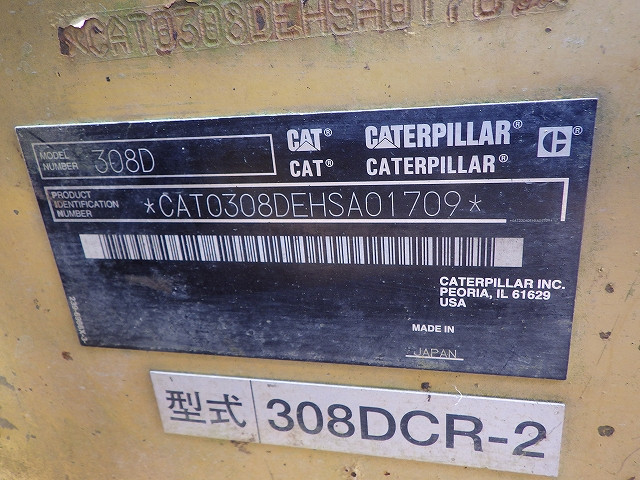 *CAT0308DEHSA01709
MODEL NUMBER 308D
CAT® CATERPILLAR® C®
CAT® CATERPILLAR®
PRODUCT IDENTIFICATION NUMBER *CAT0308DEHSA01709*
CATERPILLAR INC.
PEORIA, IL 61629
USA
MADE IN
JAPAN
型式 308DCR-2